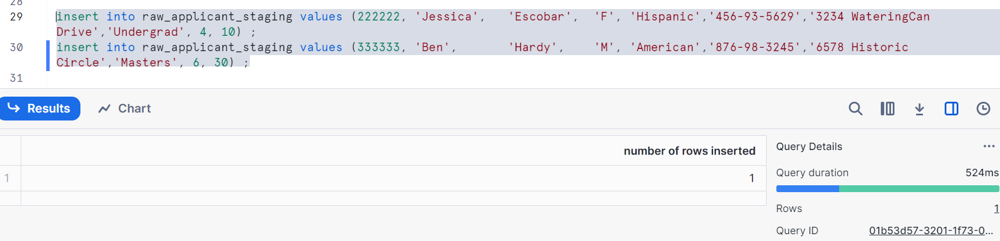 28
29 insert into raw_applicant_staging values (222222, 'Jessica', 'Escobar', 'F', 'Hispanic','456-93-5629','3234 WateringCan
Drive','Undergrad', 4, 10) ;
30 insert into raw_applicant_staging values (333333, 'Ben', 'Hardy', 'M', 'American','876-98-3245','6578 Historic
Circle','Masters', 6, 30) ;
31
Results Chart
number of rows inserted
1 1
Query Details ...
Query duration 524ms
Rows 1
Query ID 01b53d57-3201-1f73-0...